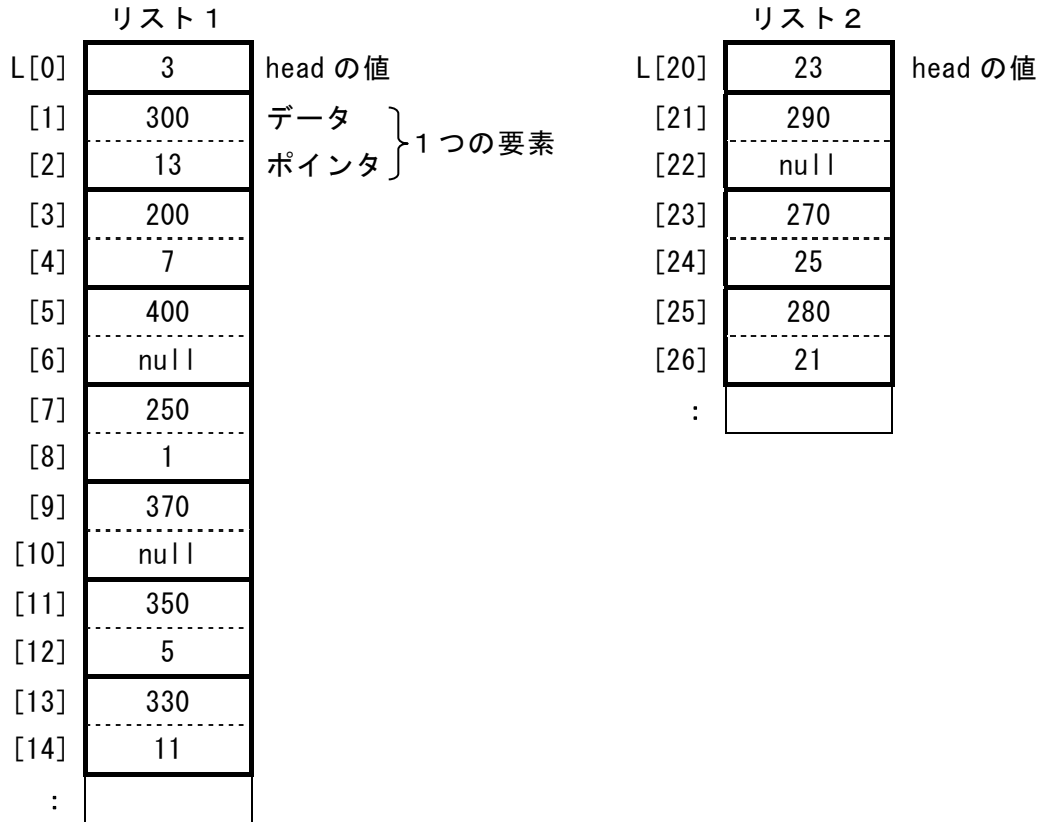 リスト1
L[0] 3 head の値
[1] 300 データ
[2] 13 ポインタ
1つの要素
[3] 200
[4] 7
[5] 400
[6] null
[7] 250
[8] 1
[9] 370
[10] null
[11] 350
[12] 5
[13] 330
[14] 11
:
リスト2
L[20] 23 head の値
[21] 290
[22] null
[23] 270
[24] 25
[25] 280
[26] 21
: